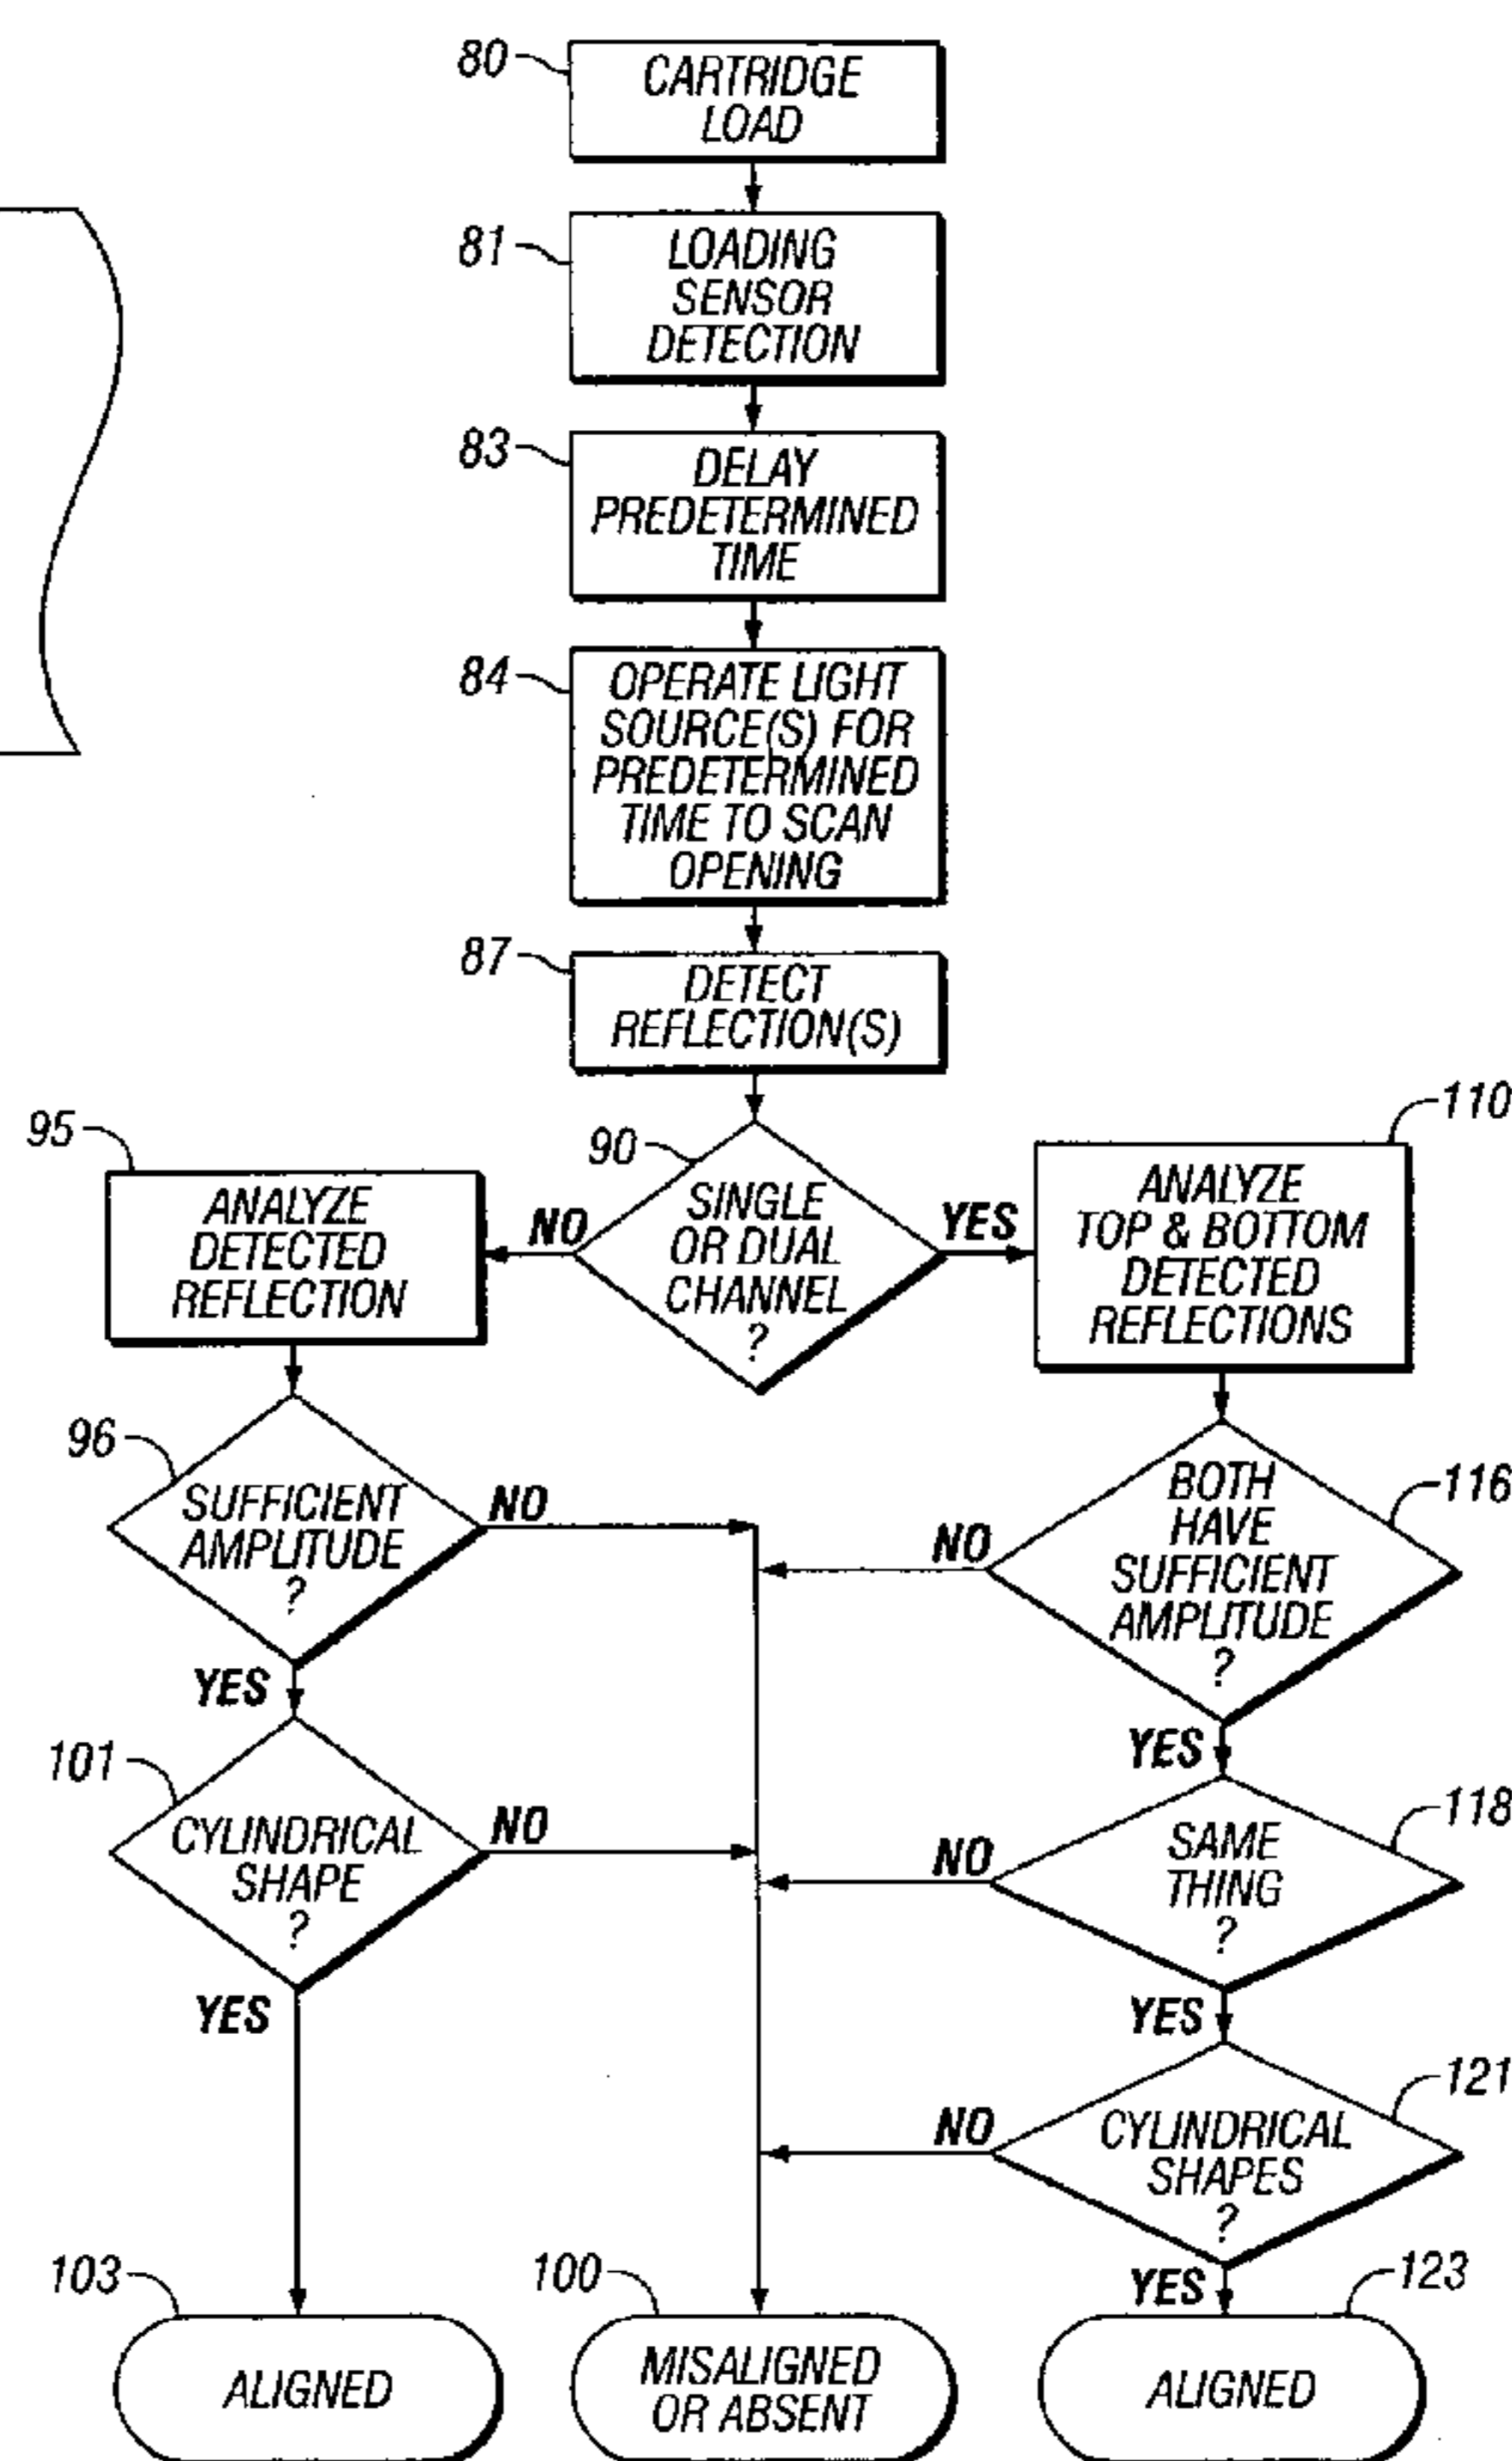 80
CARTRIDGE
LOAD
81
LOADING
SENSOR
DETECTION
83
DELAY
PREDETERMINED
TIME
84
OPERATE LIGHT
SOURCE(S) FOR
PREDETERMINED
TIME TO SCAN
OPENING
87
DETECT
REFLECTION(S)
90
SINGLE
OR DUAL
CHANNEL
?
NO
YES
95
ANALYZE
DETECTED
REFLECTION
110
ANALYZE
TOP & BOTTOM
DETECTED
REFLECTIONS
96
SUFFICIENT
AMPLITUDE
?
NO
YES
116
BOTH
HAVE
SUFFICIENT
AMPLITUDE
?
NO
YES
101
CYLINDRICAL
SHAPE
?
NO
YES
118
SAME
THING
?
NO
YES
121
CYLINDRICAL
SHAPES
?
NO
YES
103
ALIGNED
100
MISALIGNED
OR ABSENT
123
ALIGNED